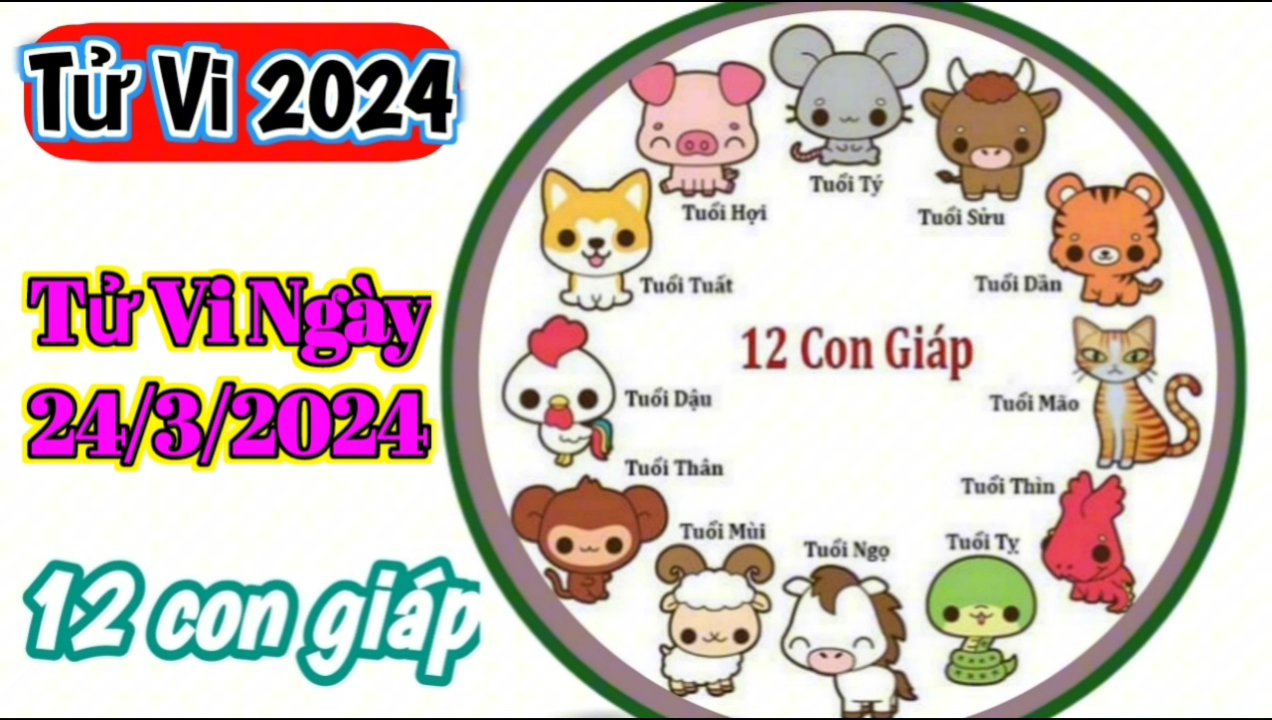 Tử Vi 2024
Tử Vi Ngày
24/3/2024
12 con giáp
Tuổi Tý
Tuổi Hợi
Tuổi Sửu
Tuổi Tuất
Tuổi Dần
12 Con Giáp
Tuổi Dậu
Tuổi Mão
Tuổi Thân
Tuổi Thìn
Tuổi Mùi
Tuổi Ngọ
Tuổi Tỵ